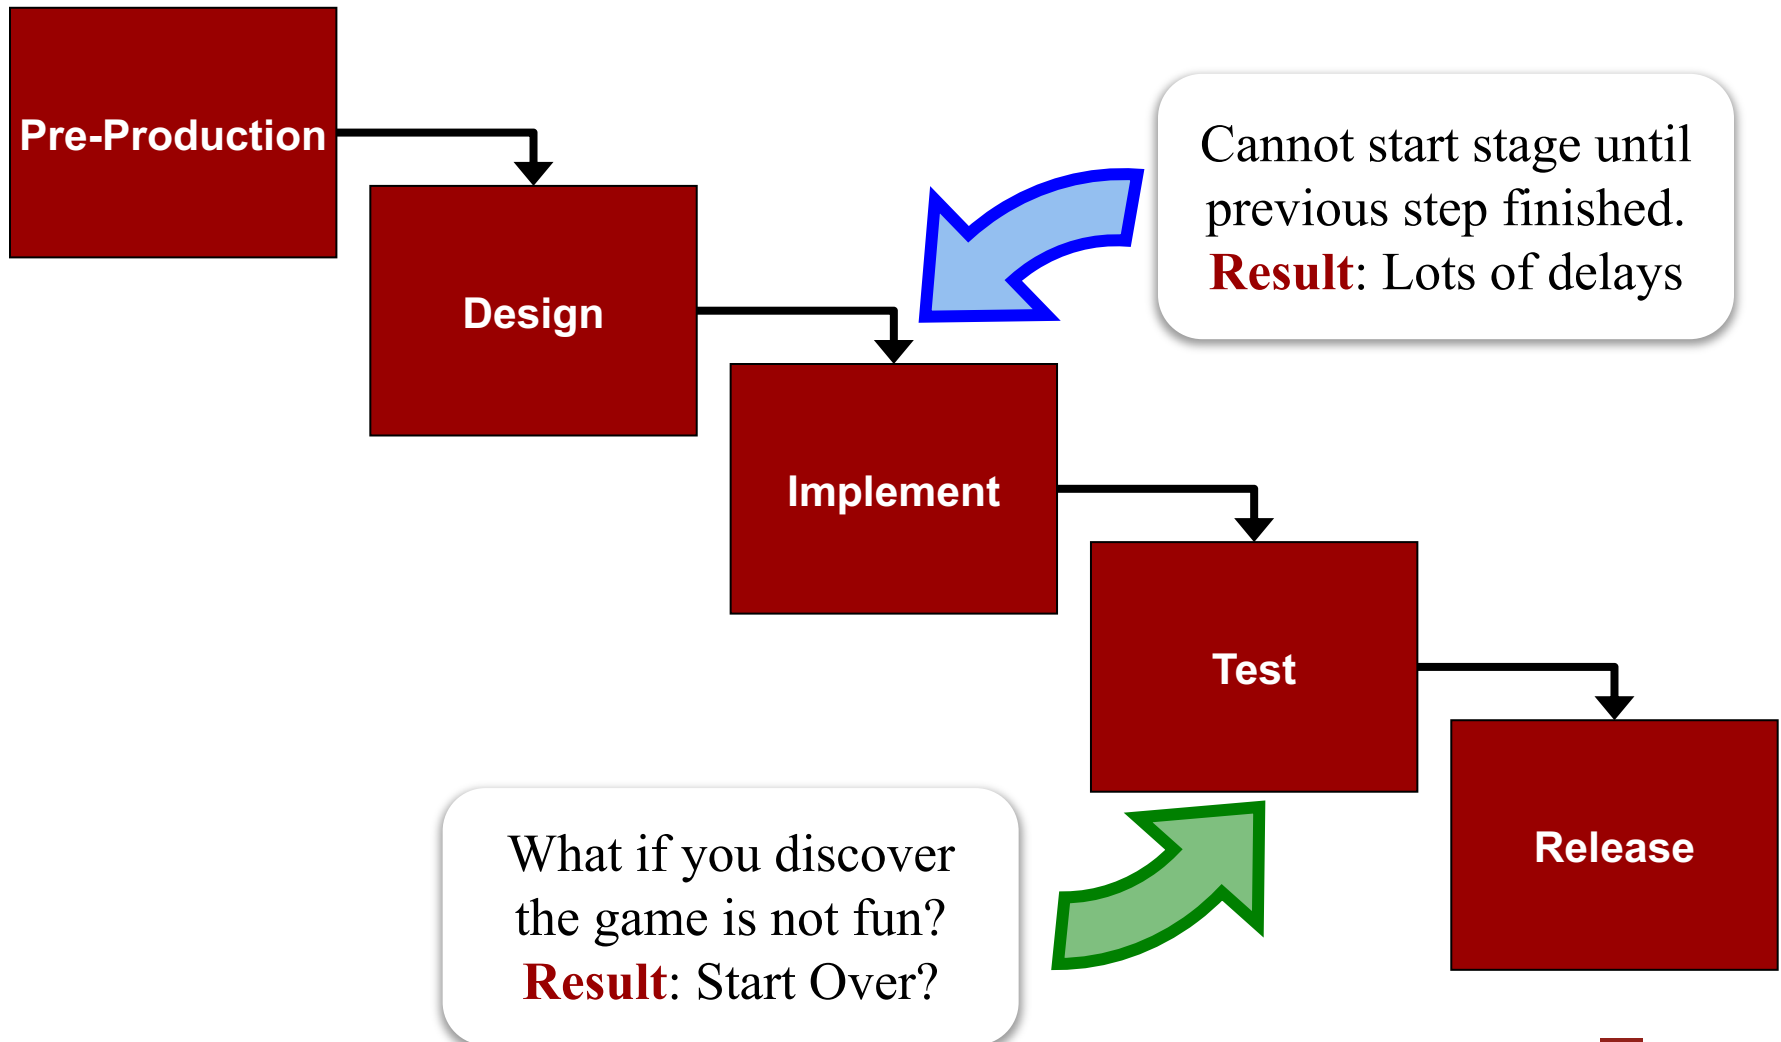 Pre-Production
Cannot start stage until
previous step finished.
Result: Lots of delays
Design
Implement
Test
What if you discover
the game is not fun?
Result: Start Over?
Release